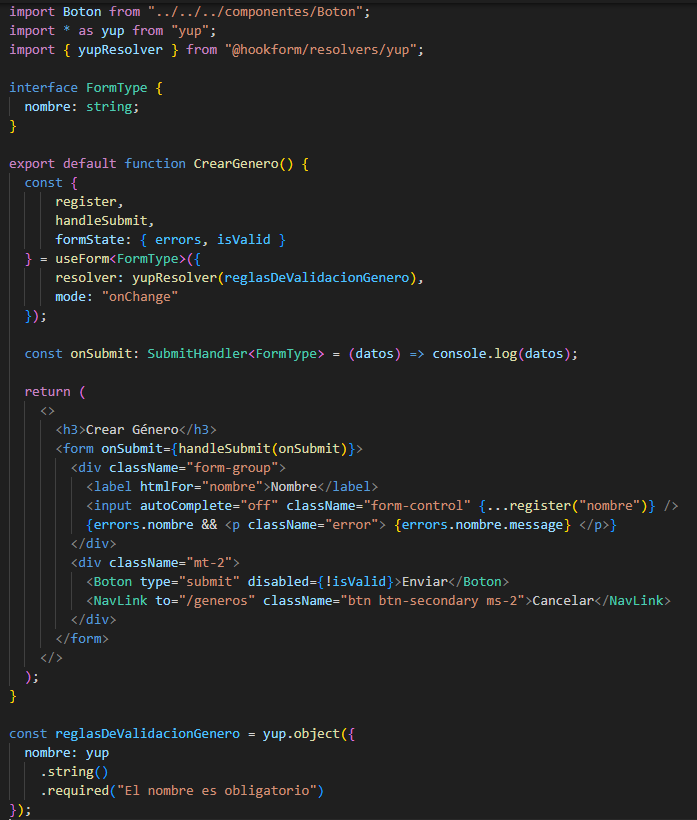 import Boton from "../../../componentes/Boton";
import * as yup from "yup";
import { yupResolver } from "@hookform/resolvers/yup";

interface FormType {
  nombre: string;
}

export default function CrearGenero() {
  const {
      register,
      handleSubmit,
      formState: { errors, isValid }
  } = useForm<FormType>({
      resolver: yupResolver(reglasDeValidacionGenero),
      mode: "onChange"
  });

  const onSubmit: SubmitHandler<FormType> = (datos) => console.log(datos);

  return (
    <>
      <h3>Crear Género</h3>
      <form onSubmit={handleSubmit(onSubmit)}>
        <div className="form-group">
          <label htmlFor="nombre">Nombre</label>
          <input autoComplete="off" className="form-control" {...register("nombre")} />
          {errors.nombre && <p className="error"> {errors.nombre.message} </p>}
        </div>
        <div className="mt-2">
          <Boton type="submit" disabled={!isValid}>Enviar</Boton>
          <NavLink to="/generos" className="btn btn-secondary ms-2">Cancelar</NavLink>
        </div>
      </form>
    </>
  );
}

const reglasDeValidacionGenero = yup.object({
  nombre: yup
    .string()
    .required("El nombre es obligatorio")
});